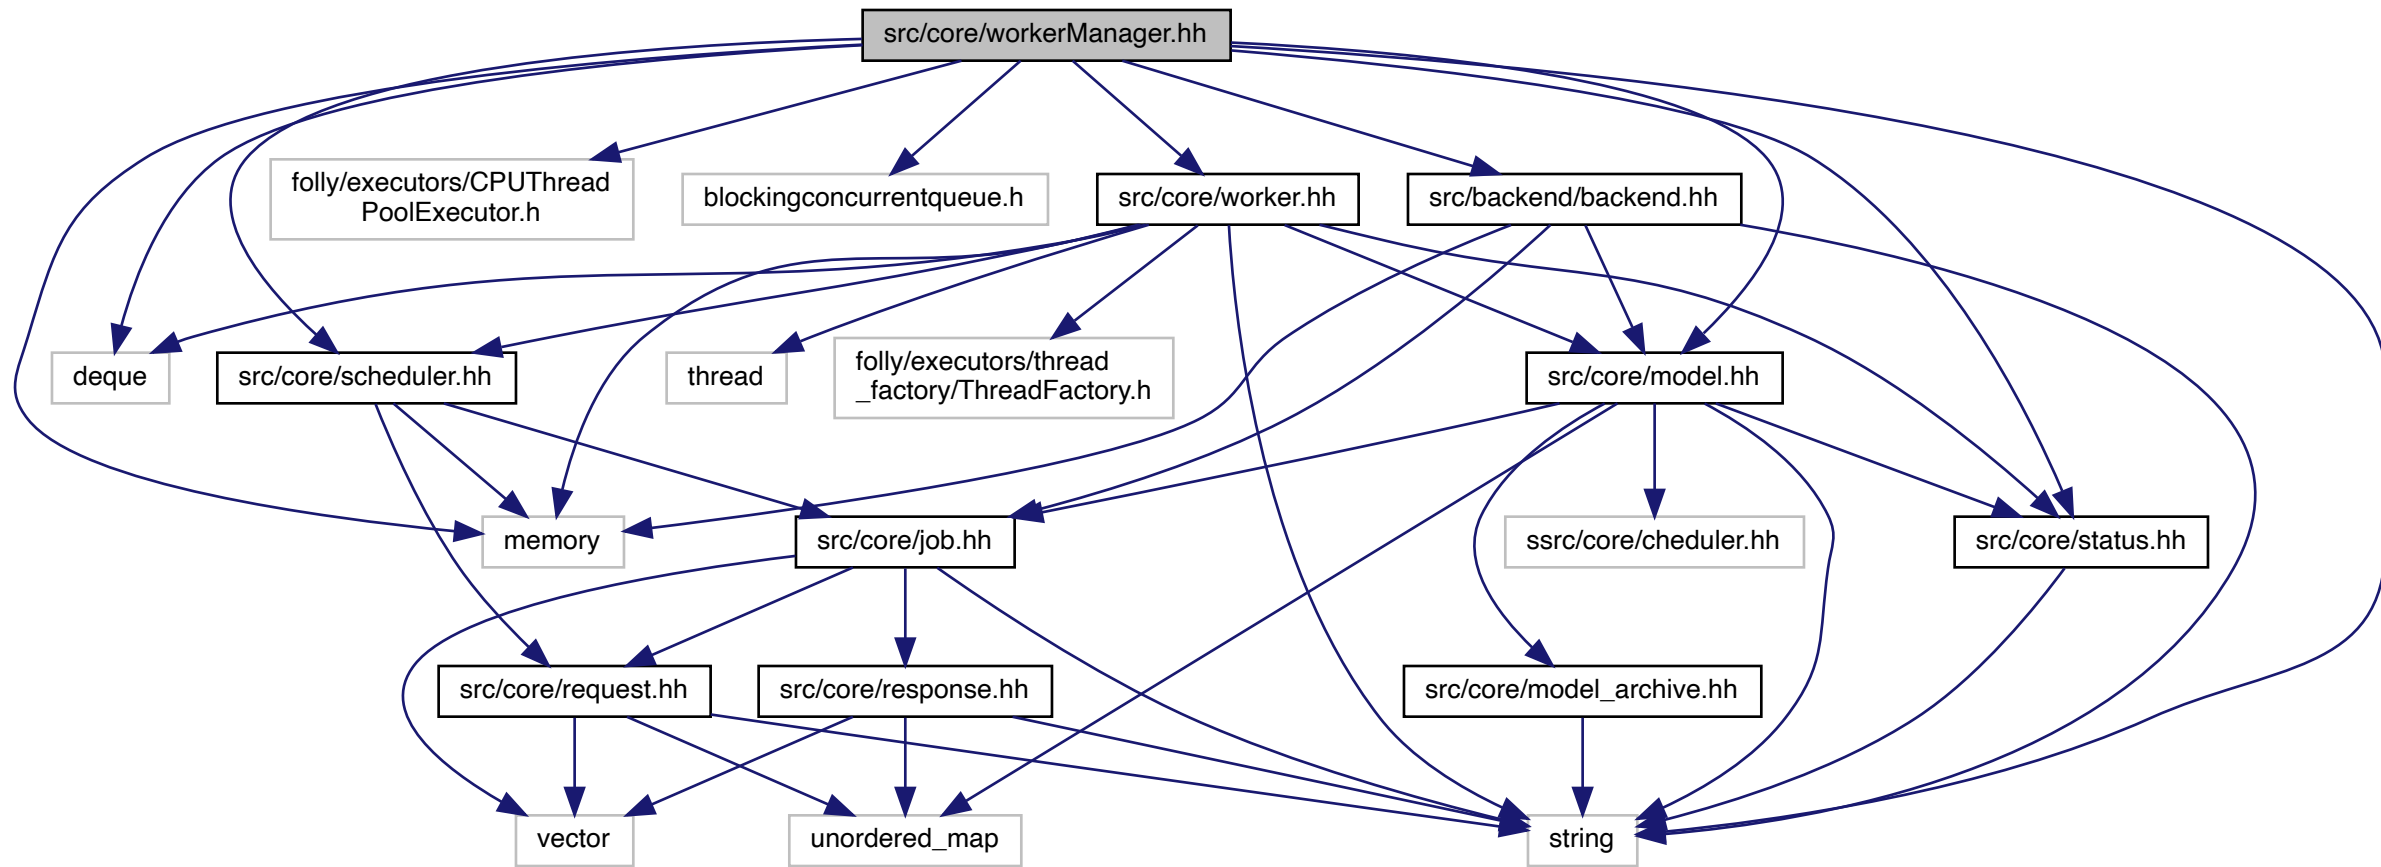 src/core/workerManager.hh
folly/executors/CPUThread
PoolExecutor.h
blockingconcurrentqueue.h
src/core/worker.hh
src/backend/backend.hh
deque
src/core/scheduler.hh
thread
folly/executors/thread
_factory/ThreadFactory.h
src/core/model.hh
memory
src/core/job.hh
ssrc/core/cheduler.hh
src/core/status.hh
src/core/request.hh
src/core/response.hh
src/core/model_archive.hh
vector
unordered_map
string